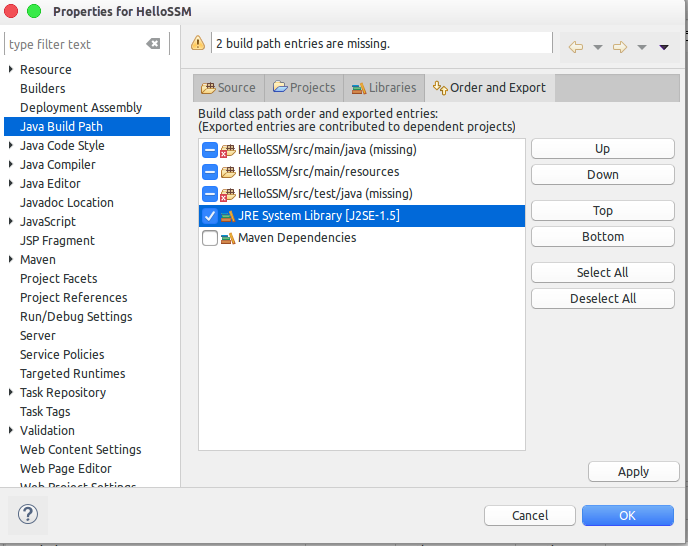 Properties for HelloSSM
type filter text
2 build path entries are missing.
Resource
Builders
Deployment Assembly
Java Build Path
Java Code Style
Java Compiler
Java Editor
Javadoc Location
JavaScript
JSP Fragment
Maven
Project Facets
Project References
Run/Debug Settings
Server
Service Policies
Targeted Runtimes
Task Repository
Task Tags
Validation
Web Content Settings
Web Page Editor
Web Project Settings
Source
Projects
Libraries
Order and Export
Build class path order and exported entries:
(Exported entries are contributed to dependent projects)
HelloSSM/src/main/java (missing)
HelloSSM/src/main/resources
HelloSSM/src/test/java (missing)
JRE System Library [J2SE-1.5]
Maven Dependencies
Up
Down
Top
Bottom
Select All
Deselect All
Apply
?
Cancel
OK